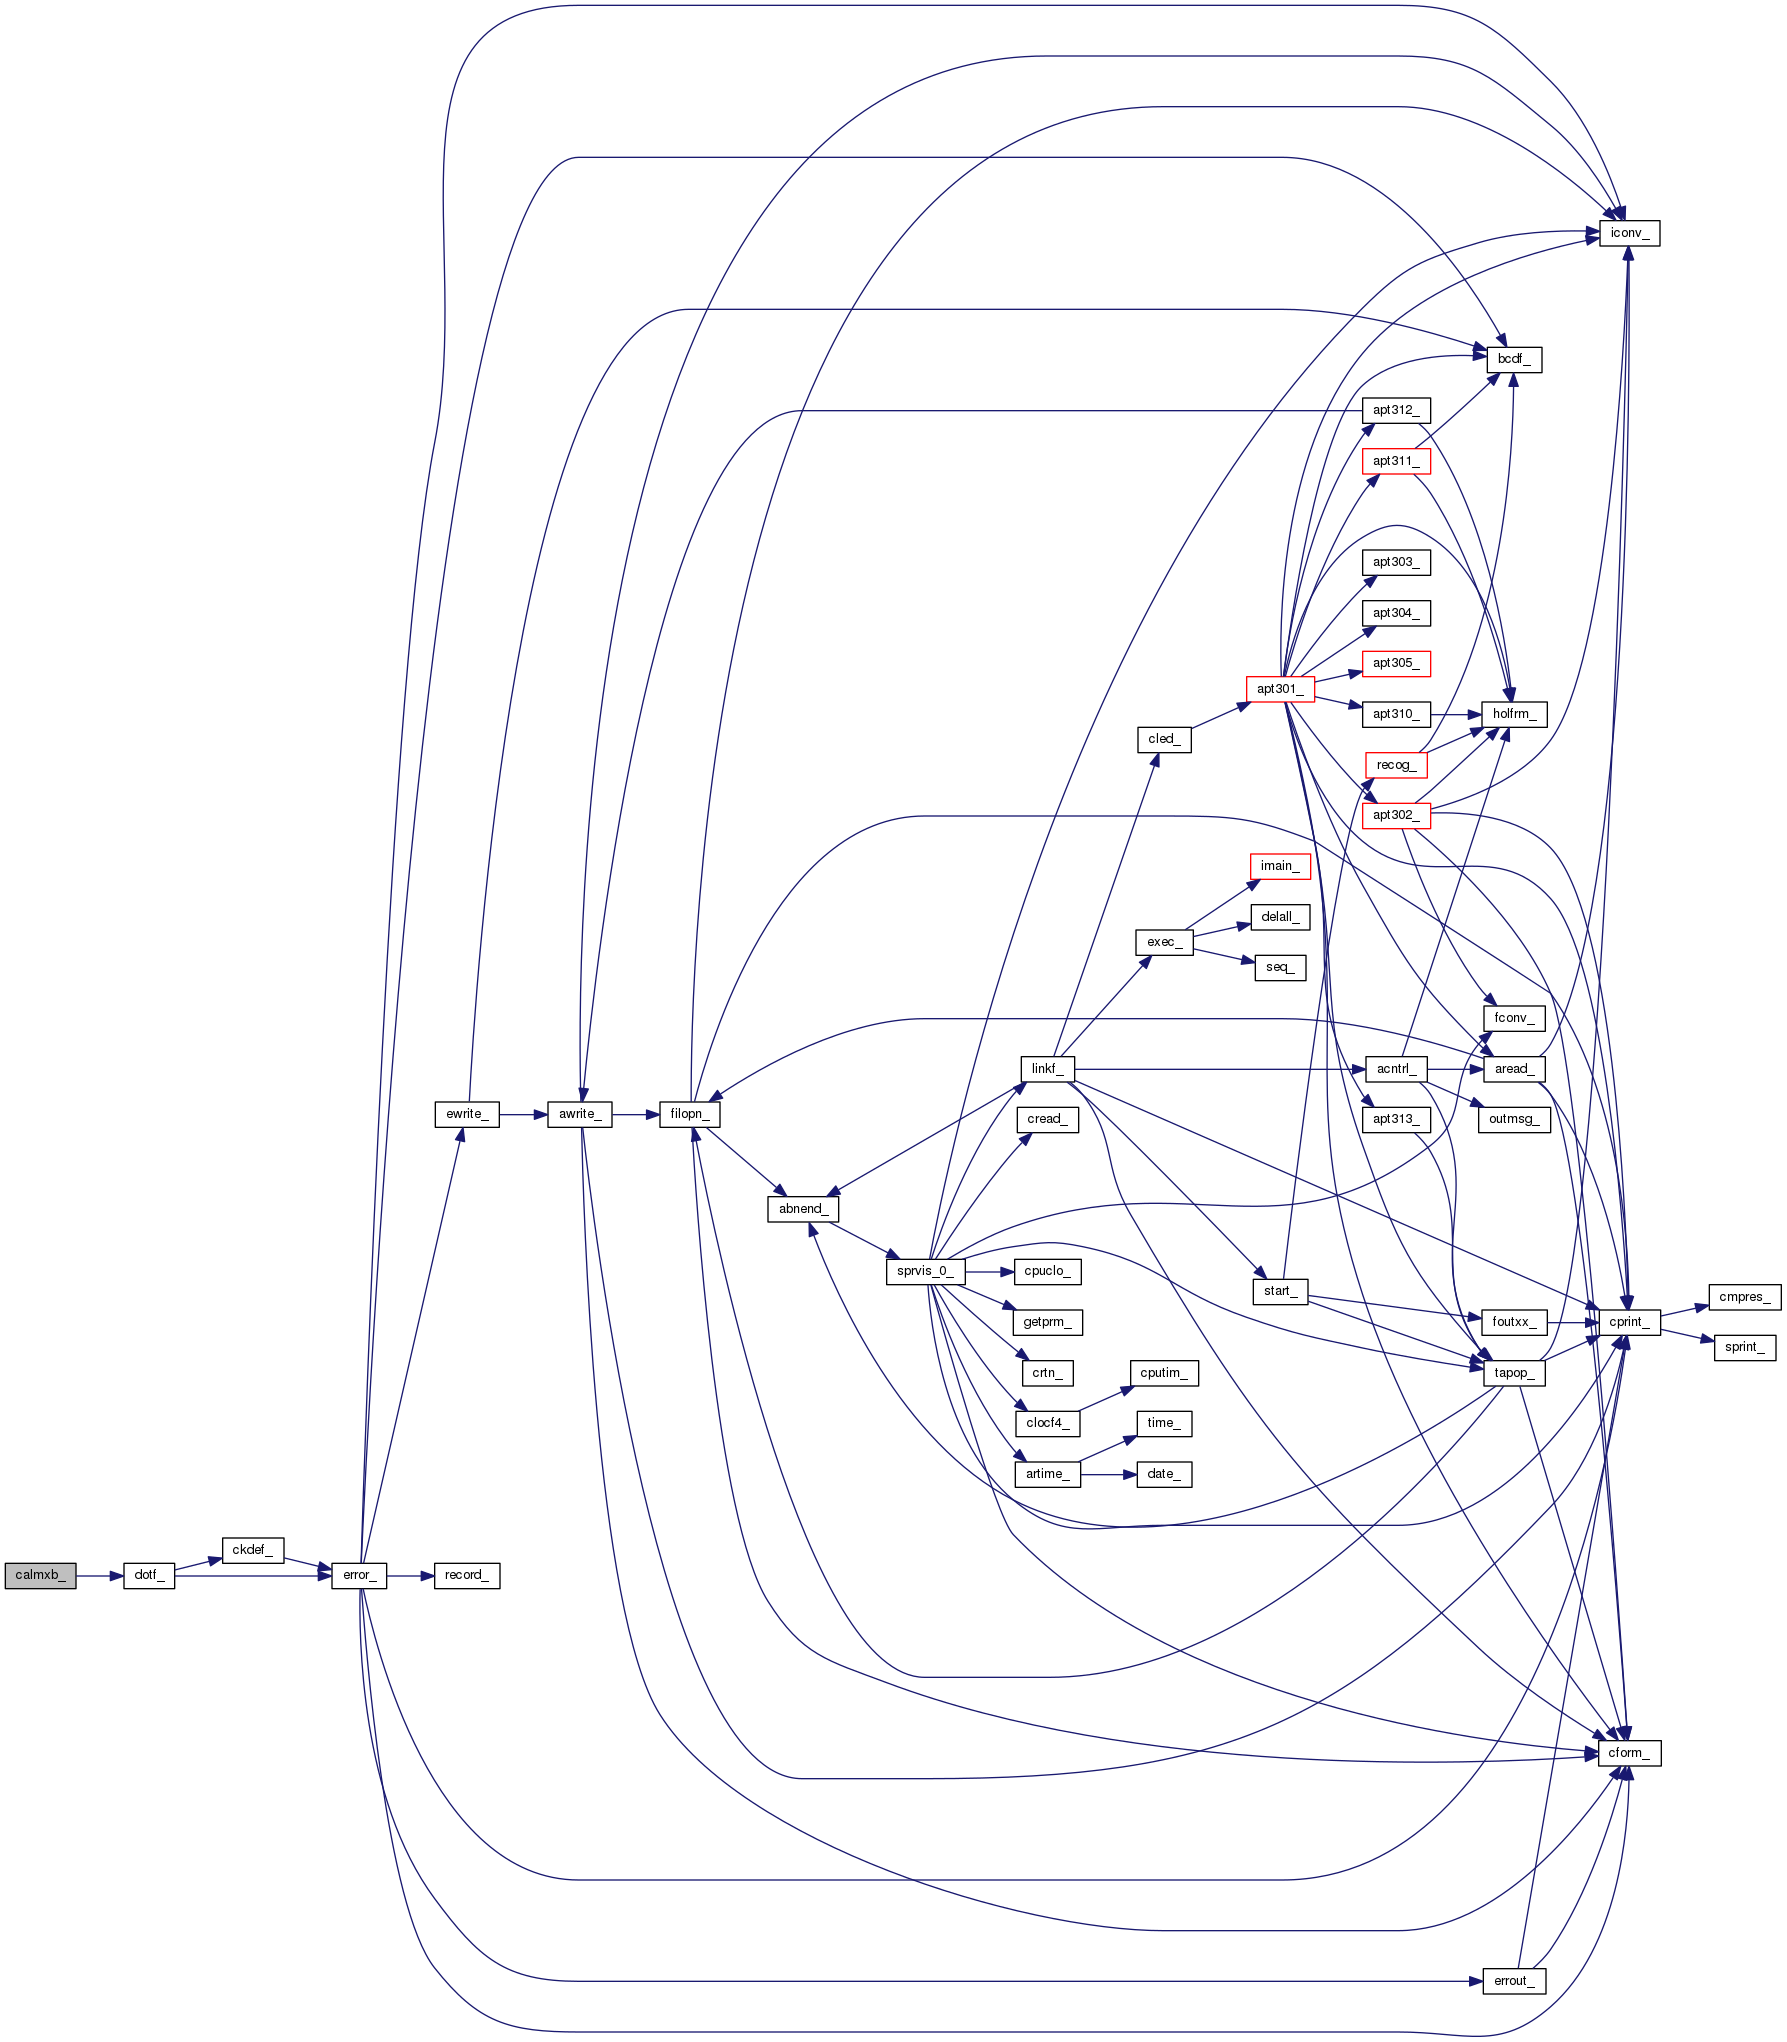 iconv_
bcdf_
apt312_
apt311_
apt303_
apt304_
apt305_
apt301_
apt310_
holfrm_
cled_
recog_
apt302_
imain_
delall_
exec_
seq_
fconv_
linkf_
acntrl_
aread_
ewrite_
awrite_
filopn_
cread_
apt313_
outmsg_
abnend_
sprvis_0_
cpuclo_
start_
cmpres_
getprm_
foutxx_
cprint_
sprint_
crtn_
cputim_
tapop_
clocf4_
time_
artime_
date_
ckdef_
calmxb_
dotf_
error_
record_
cform_
errout_